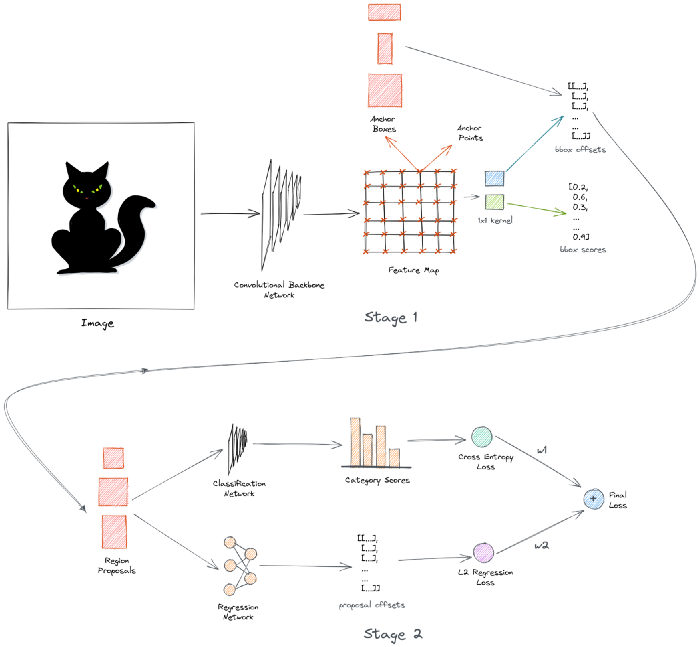 Anchor
Boxes
Anchor
Points
[[...],
[...],
[...],
...
...
[...]]
bbox offsets
[0.2,
0.6,
0.3,
...
...
0.9]
bbox scores
1x1 kernel
Feature Map
Convolutional Backbone
Network
Image
Stage 1
Region
Proposals
Classification
Network
Category Scores
Cross Entropy
Loss
w1
+
Final
Loss
w2
Regression
Network
[[...],
[...],
[...],
...
...
[...]]
proposal offsets
L2 Regression
Loss
Stage 2